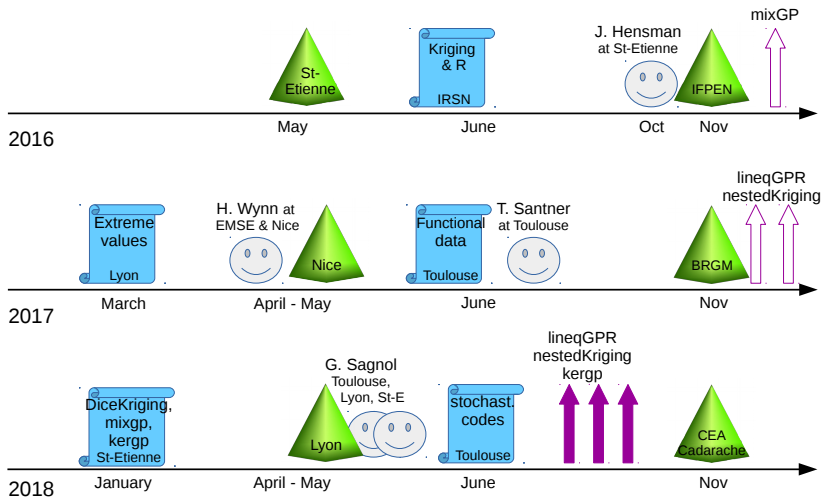 mixGP
J. Hensman
at St-Etienne
Kriging
& R
IRSN
St-
Etienne
IFPEN
May
June
Oct
Nov
2016
lineqGPR
nestedKriging
Extreme
values
Lyon
H. Wynn at
EMSE & Nice
Nice
Functional
data
Toulouse
T. Santner
at Toulouse
BRGM
March
April - May
June
Nov
2017
lineqGPR
nestedKriging
kergp
DiceKriging,
mixgp,
kergp
St-Etienne
G. Sagnol
Toulouse,
Lyon, St-E
Lyon
stochast.
codes
Toulouse
CEA
Cadarache
January
April - May
June
Nov
2018